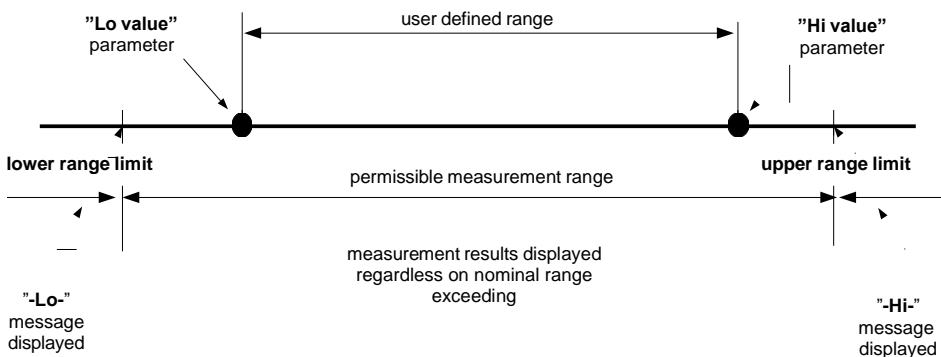 ”Lo value”
parameter
user defined range
”Hi value”
parameter
lower range limit
upper range limit
permissible measurement range
measurement results displayed
regardless on nominal range
exceeding
”-Lo-”
message
displayed
”-Hi-”
message
displayed